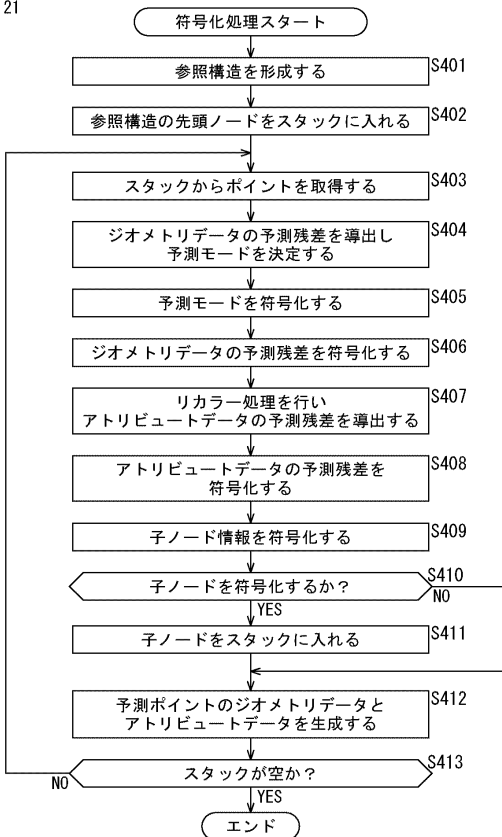 21
符号化処理スタート
参照構造を形成する
S401
参照構造の先頭ノードをスタックに入れる
S402
スタックからポイントを取得する
S403
ジオメトリデータの予測残差を導出し
予測モードを決定する
S404
予測モードを符号化する
S405
ジオメトリデータの予測残差を符号化する
S406
リカラー処理を行い
アトリビュートデータの予測残差を導出する
S407
アトリビュートデータの予測残差を
符号化する
S408
子ノード情報を符号化する
S409
子ノードを符号化するか?
S410
NO
YES
子ノードをスタックに入れる
S411
予測ポイントのジオメトリデータと
アトリビュートデータを生成する
S412
スタックが空か?
S413
NO
YES
エンド